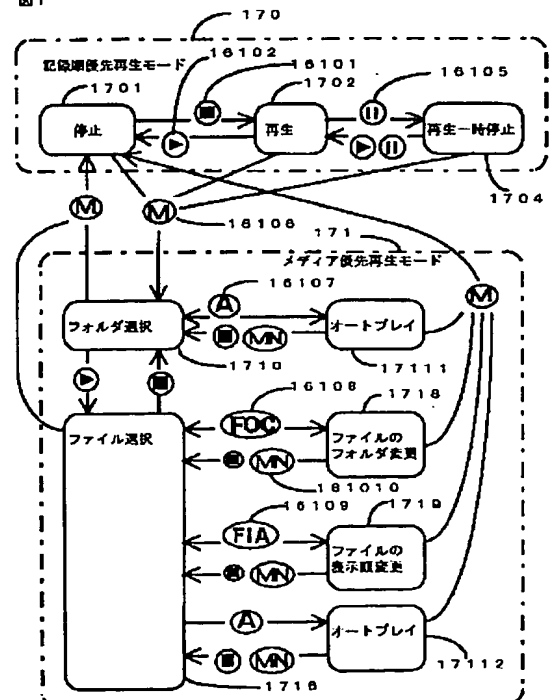 図1
170
記録順優先再生モード
16102
16101
1701
1702
16105
停止
再生
再生一時停止
1704
M
M
16106
171
メディア優先再生モード
M
16107
A
フォルダ選択
MN
オートプレイ
1710
17111
16108
1718
ファイル選択
FOC
ファイルの
フォルダ変更
MN
161010
16109
1719
FIA
ファイルの
表示順変更
MN
A
オートプレイ
MN
17112
1716